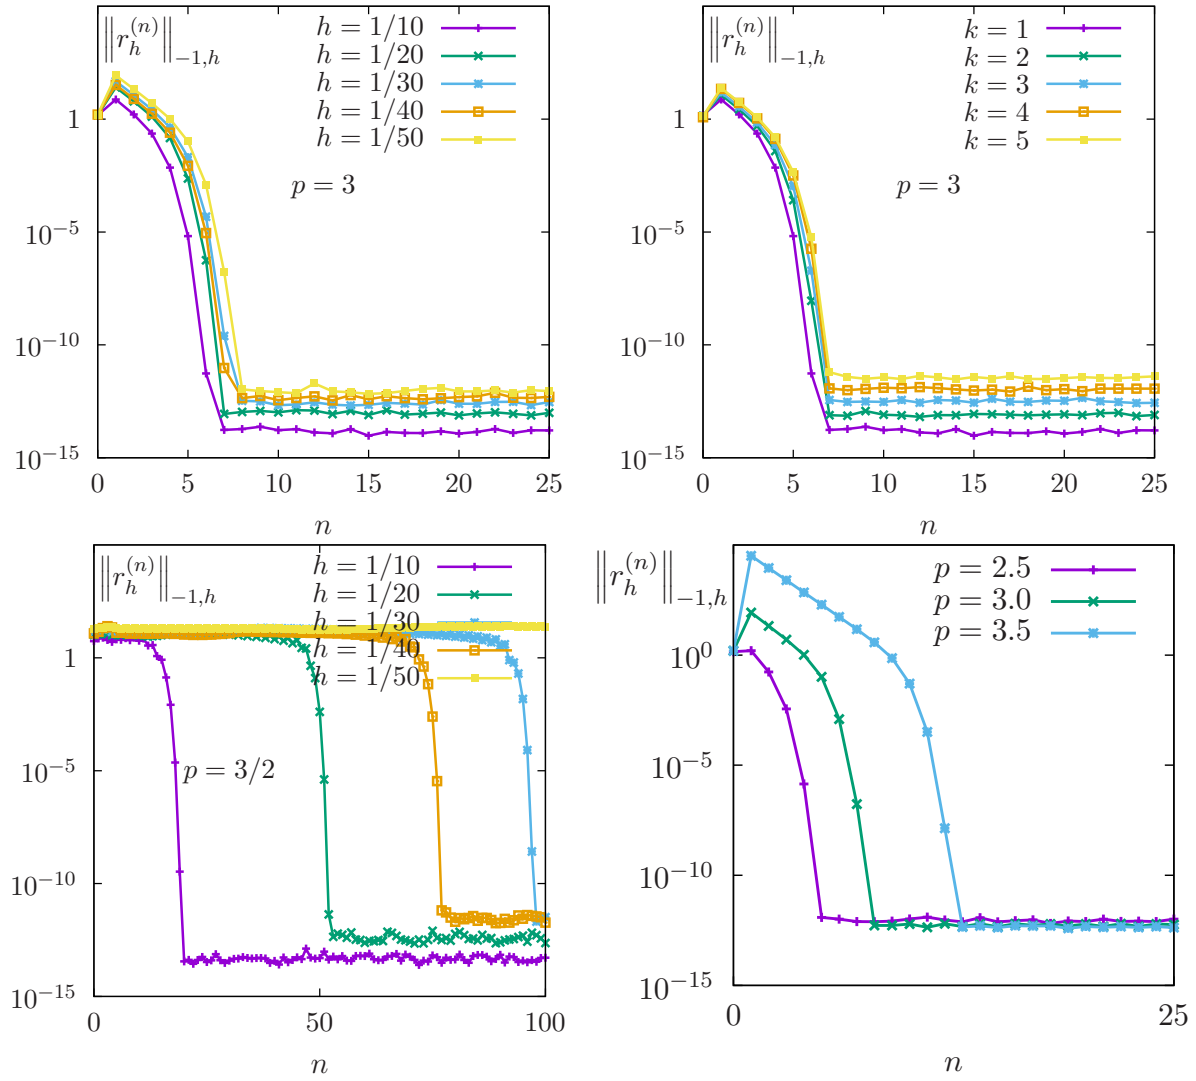 ‖r_h^{(n)}‖_{−1,h}
h = 1/10
h = 1/20
h = 1/30
h = 1/40
h = 1/50
p = 3
1
10^{−5}
10^{−10}
10^{−15}
0 5 10 15 20 25
n
‖r_h^{(n)}‖_{−1,h}
k = 1
k = 2
k = 3
k = 4
k = 5
p = 3
1
10^{−5}
10^{−10}
10^{−15}
0 5 10 15 20 25
n
‖r_h^{(n)}‖_{−1,h}
h = 1/10
h = 1/20
h = 1/30
h = 1/40
h = 1/50
p = 3/2
1
10^{−5}
10^{−10}
10^{−15}
0 50 100
n
‖r_h^{(n)}‖_{−1,h}
p = 2.5
p = 3.0
p = 3.5
10^{0}
10^{−5}
10^{−10}
10^{−15}
0 25
n